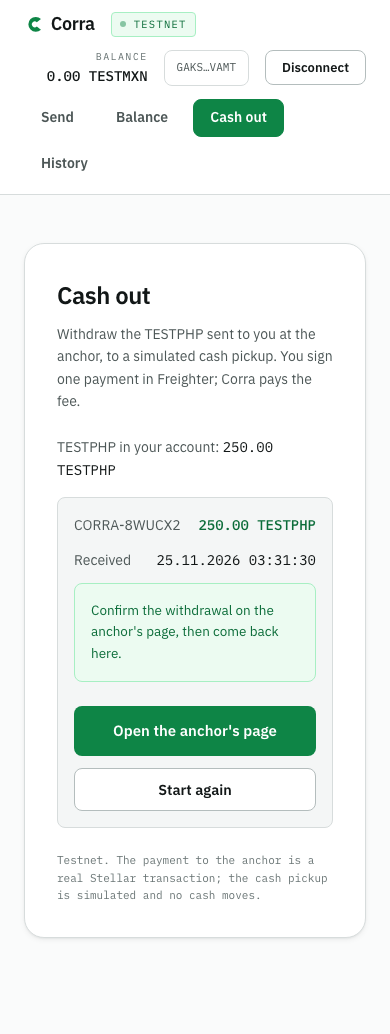 Corra
TESTNET
BALANCE
0.00 TESTMXN
GAKS…VAMT
Disconnect
Send
Balance
Cash out
History
Cash out
Withdraw the TESTPHP sent to you at the
anchor, to a simulated cash pickup. You sign
one payment in Freighter; Corra pays the
fee.
TESTPHP in your account: 250.00
TESTPHP
CORRA-8WUCX2 250.00 TESTPHP
Received 25.11.2026 03:31:30
Confirm the withdrawal on the
anchor's page, then come back
here.
Open the anchor's page
Start again
Testnet. The payment to the anchor is a
real Stellar transaction; the cash pickup
is simulated and no cash moves.